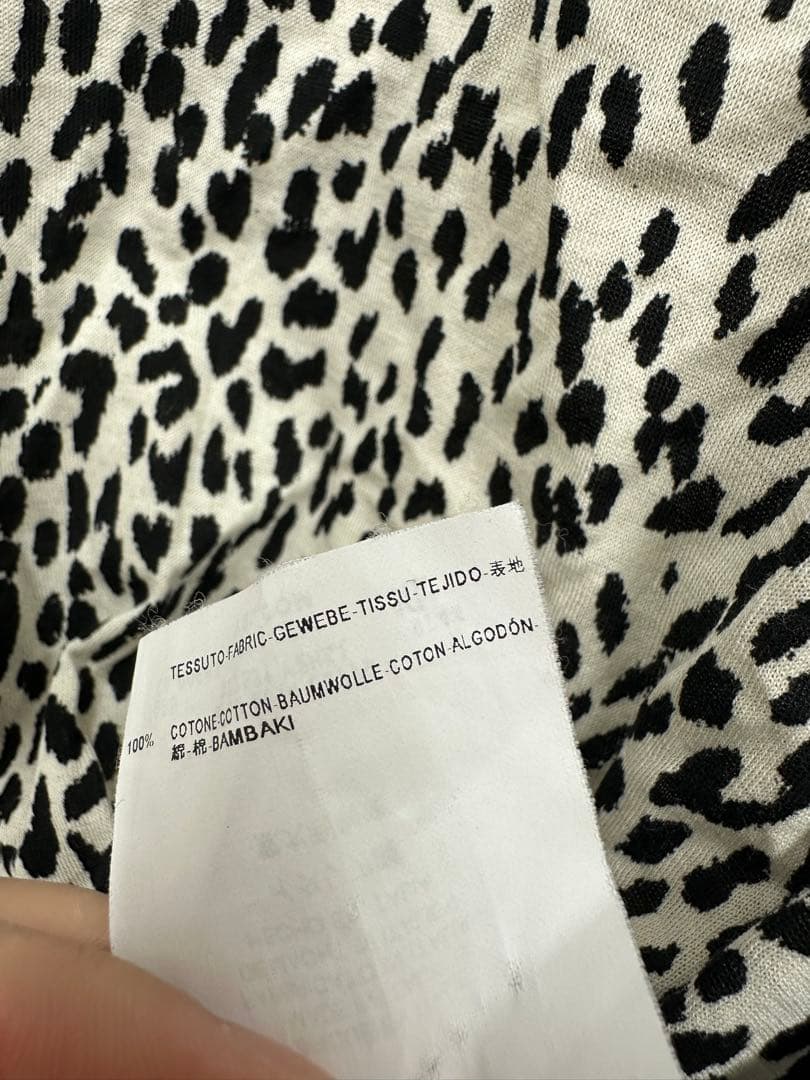 TESSUTO-FABRIC-GEWEBE-TISSU-TEJIDO-表地
100% COTONE-COTTON-BAUMWOLLE-COTON-ALGODÓN-
綿-棉-BAMBAKI